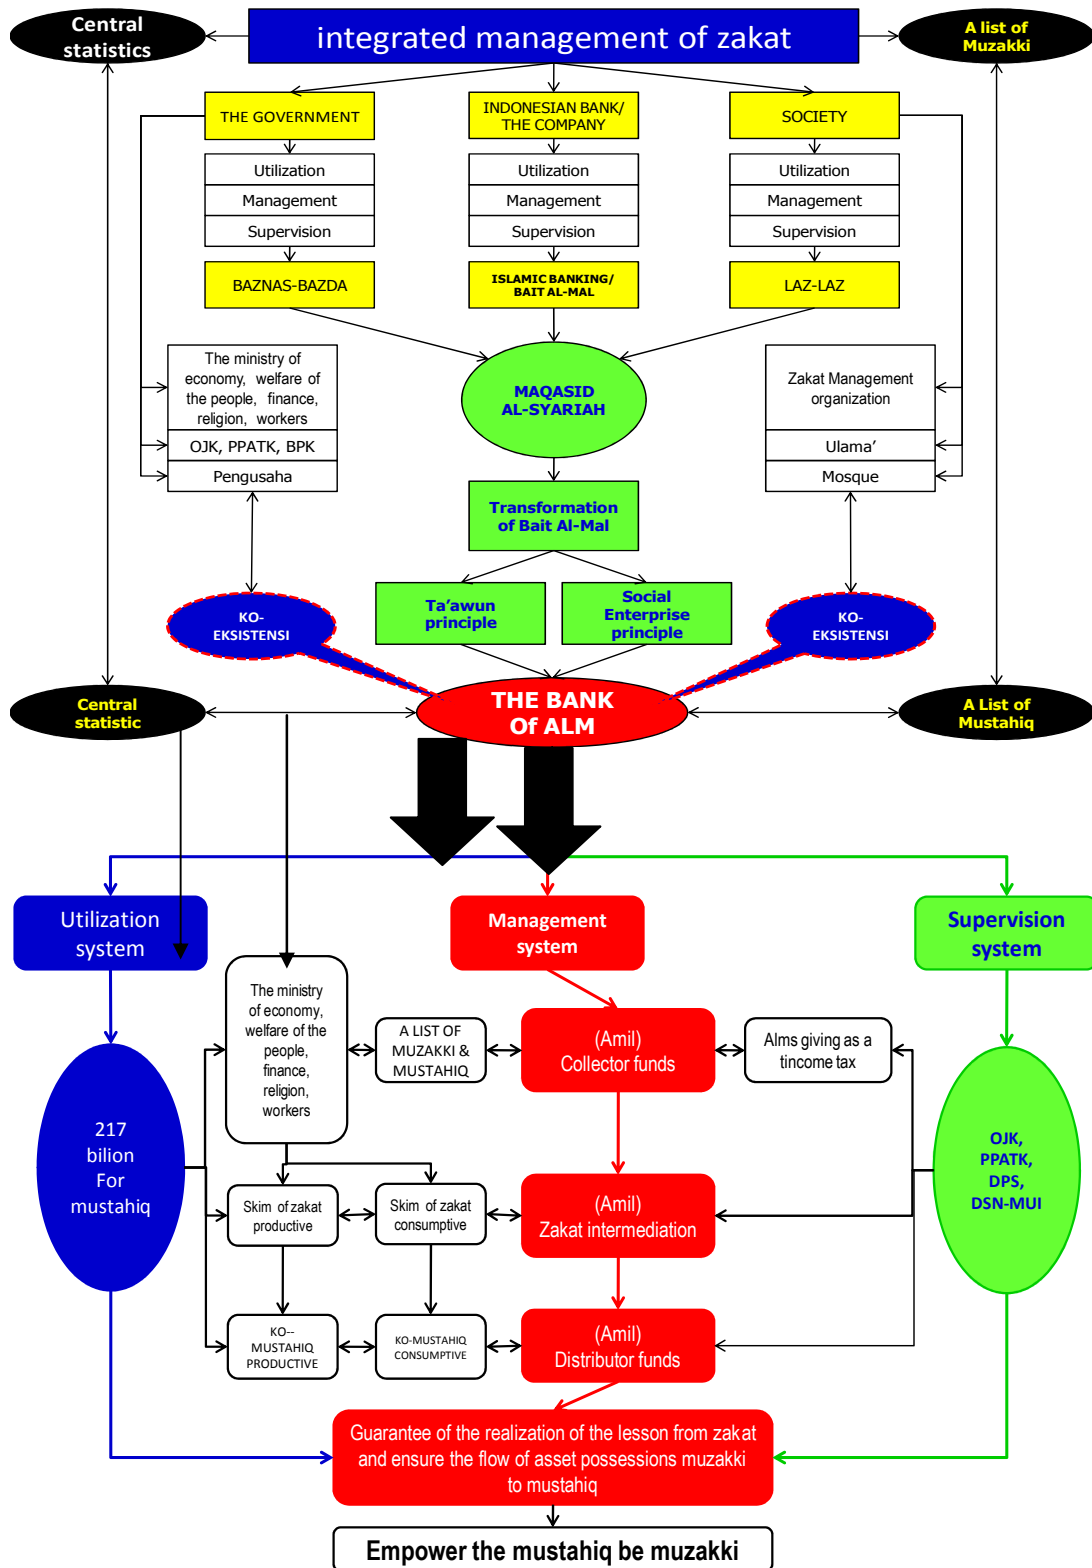 Central
statistics
integrated management of zakat
A list of
Muzakki
THE GOVERNMENT
INDONESIAN BANK/
THE COMPANY
SOCIETY
Utilization
Management
Supervision
Utilization
Management
Supervision
Utilization
Management
Supervision
BAZNAS-BAZDA
ISLAMIC BANKING/
BAIT AL-MAL
LAZ-LAZ
The ministry of
economy, welfare of
the people, finance,
religion, workers
OJK, PPATK, BPK
Pengusaha
MAQASID
AL-SYARIAH
Zakat Management
organization
Ulama’
Mosque
Transformation
of Bait Al-Mal
KO-
EKSISTENSI
Ta’awun
principle
Social
Enterprise
principle
KO-
EKSISTENSI
Central
statistic
THE BANK
Of ALM
A List of
Mustahiq
Utilization
system
Management
system
Supervision
system
The ministry
of economy,
welfare of the
people,
finance,
religion,
workers
A LIST OF
MUZAKKI &
MUSTAHIQ
(Amil)
Collector funds
Alms giving as a
tincome tax
217
bilion
For
mustahiq
OJK,
PPATK,
DPS,
DSN-MUI
Skim of zakat
productive
Skim of zakat
consumptive
(Amil)
Zakat intermediation
KO--
MUSTAHIQ
PRODUCTIVE
KO-MUSTAHIQ
CONSUMPTIVE
(Amil)
Distributor funds
Guarantee of the realization of the lesson from zakat
and ensure the flow of asset possessions muzakki
to mustahiq
Empower the mustahiq be muzakki